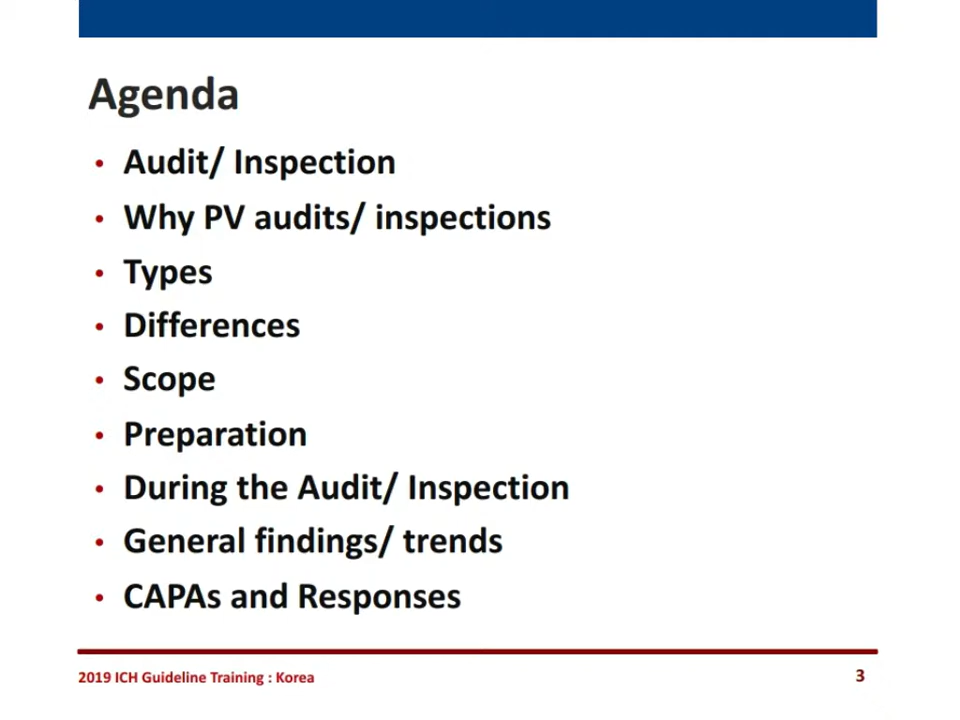 Agenda
• Audit/ Inspection
• Why PV audits/ inspections
• Types
• Differences
• Scope
• Preparation
• During the Audit/ Inspection
• General findings/ trends
• CAPAs and Responses
2019 ICH Guideline Training : Korea
3